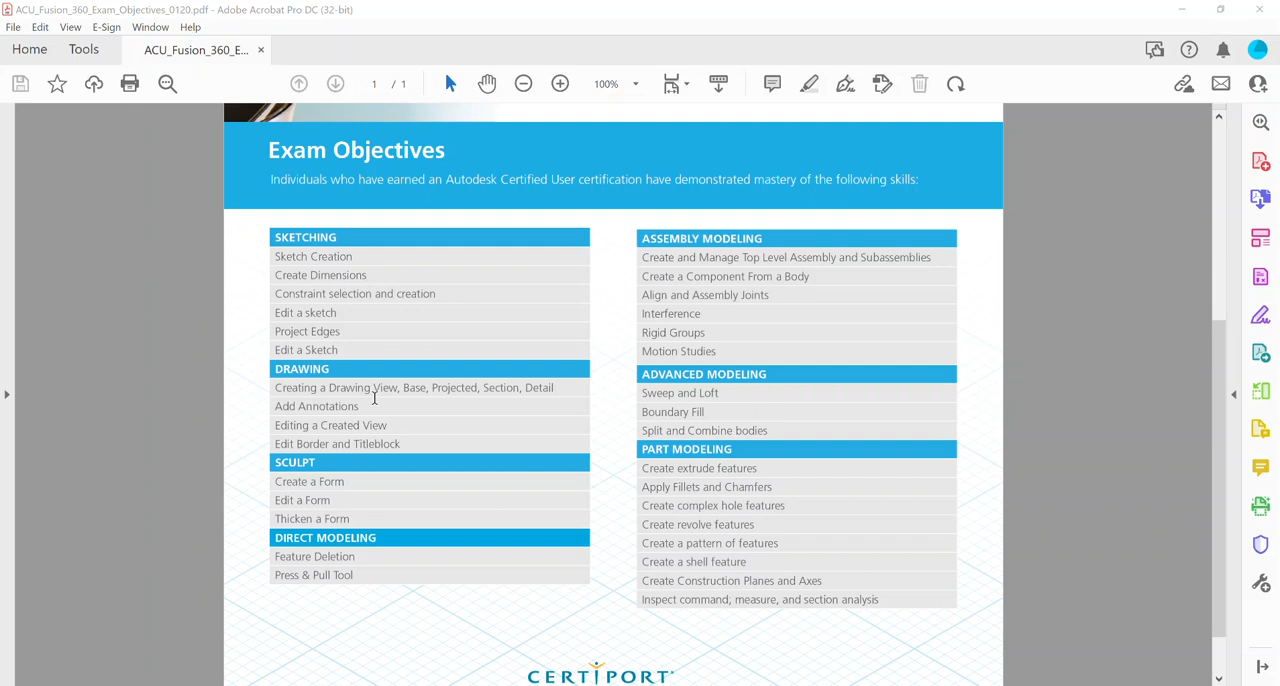 ACU_Fusion_360_Exam_Objectives_0120.pdf - Adobe Acrobat Pro DC (32-bit)
File Edit View E-Sign Window Help
Home Tools ACU_Fusion_360_E... ×
1 / 1 100%
Exam Objectives
Individuals who have earned an Autodesk Certified User certification have demonstrated mastery of the following skills:
SKETCHING
Sketch Creation
Create Dimensions
Constraint selection and creation
Edit a sketch
Project Edges
Edit a Sketch
DRAWING
Creating a Drawing View, Base, Projected, Section, Detail
Add Annotations
Editing a Created View
Edit Border and Titleblock
SCULPT
Create a Form
Edit a Form
Thicken a Form
DIRECT MODELING
Feature Deletion
Press & Pull Tool
ASSEMBLY MODELING
Create and Manage Top Level Assembly and Subassemblies
Create a Component From a Body
Align and Assembly Joints
Interference
Rigid Groups
Motion Studies
ADVANCED MODELING
Sweep and Loft
Boundary Fill
Split and Combine bodies
PART MODELING
Create extrude features
Apply Fillets and Chamfers
Create complex hole features
Create revolve features
Create a pattern of features
Create a shell feature
Create Construction Planes and Axes
Inspect command; measure, and section analysis
CERTIPORT